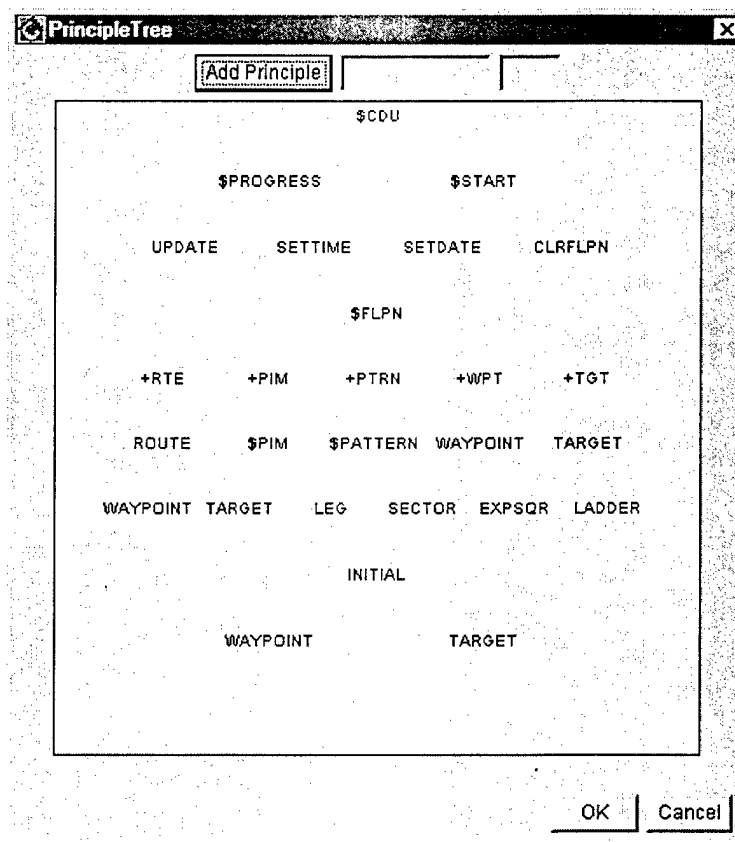 PrincipleTree
Add Principle
$CDU
$PROGRESS $START
UPDATE SETTIME SETDATE CLRFLPN
$FLPN
+RTE +PIM +PTRN +WPT +TGT
ROUTE $PIM $PATTERN WAYPOINT TARGET
WAYPOINT TARGET LEG SECTOR EXPSQR LADDER
INITIAL
WAYPOINT TARGET
OK Cancel